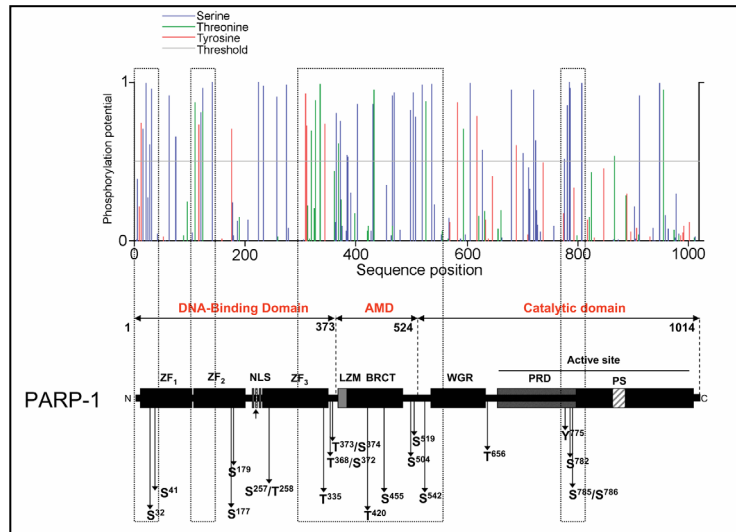 Serine
Threonine
Tyrosine
Threshold
Phosphorylation potential
1
0
0 200 400 600 800 1000
Sequence position
DNA-Binding Domain AMD Catalytic domain
1 373 524 1014
Active site
ZF1 ZF2 NLS ZF3 LZM BRCT WGR PRD PS
PARP-1 N C
T373/S374 S519 Y775
T368/S372 S504 T656 S782
S179
S41 S257/T258 T335 S455 S542 S785/S786
S32 S177 T420